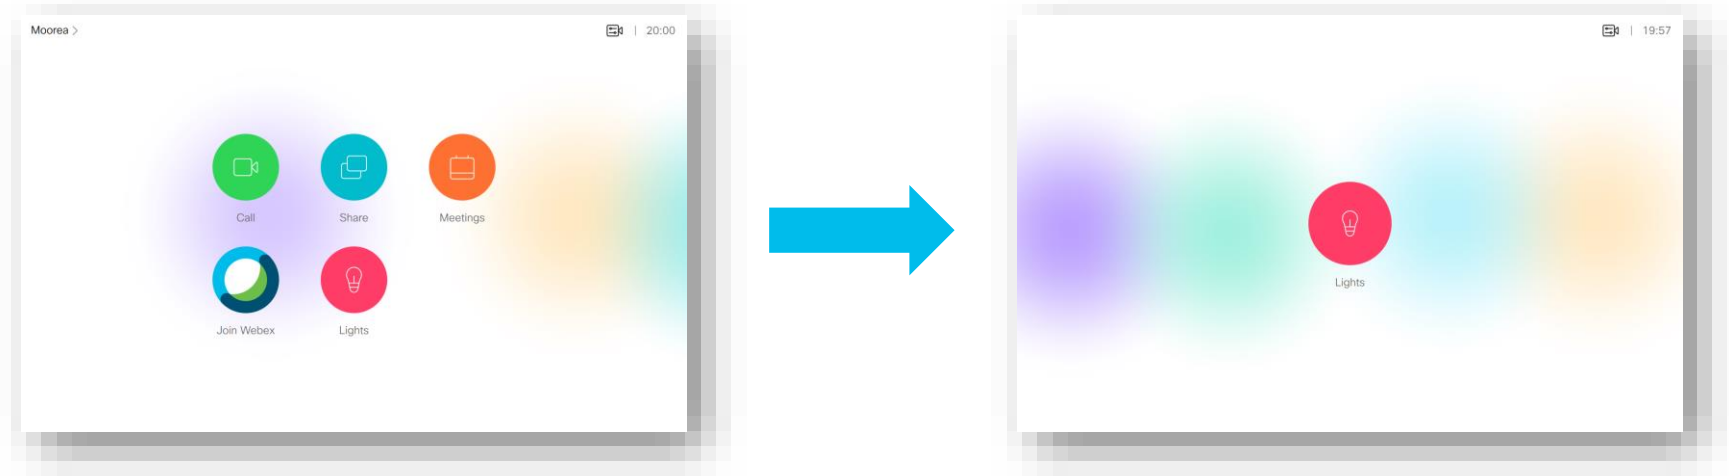 Moorea >
| 20:00
Call Share Meetings
Join Webex Lights
| 19:57
Lights